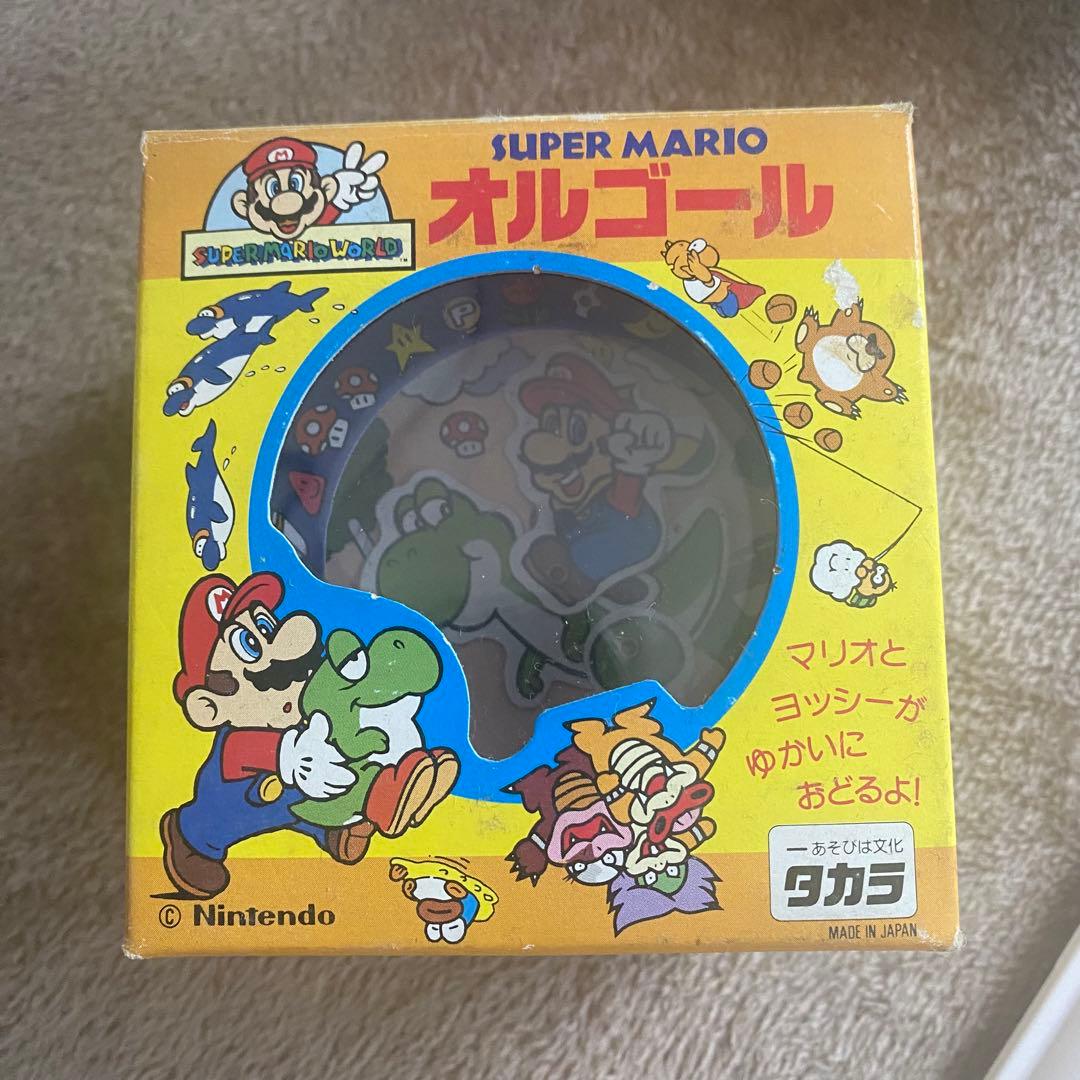 SUPER MARIO
オルゴール
M
SUPER MARIO WORLD™
P
M
マリオと
ヨッシーが
ゆかいに
おどるよ!
ーあそびは文化
タカラ
© Nintendo
MADE IN JAPAN